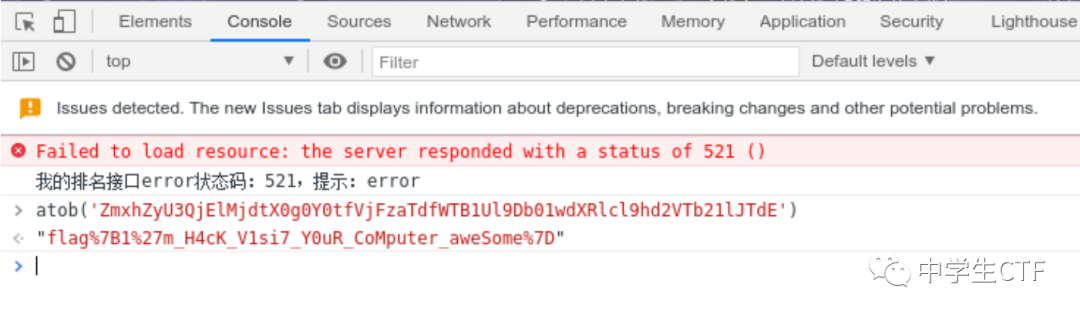 Elements Console Sources Network Performance Memory Application Security Lighthouse
top Filter Default levels
Issues detected. The new Issues tab displays information about deprecations, breaking changes and other potential problems.
Failed to load resource: the server responded with a status of 521 ()
我的排名接口error状态码：521，提示：error
> atob('ZmxhZyU3QjElMjdtX0g0Y0tfVjFzaTdfWTB1Ul9Db01wdXRlcl9hd2VTb21lJTdE')
"flag%7B1%27m_H4cK_V1si7_Y0uR_CoMputer_aweSome%7D"
>
中学生CTF